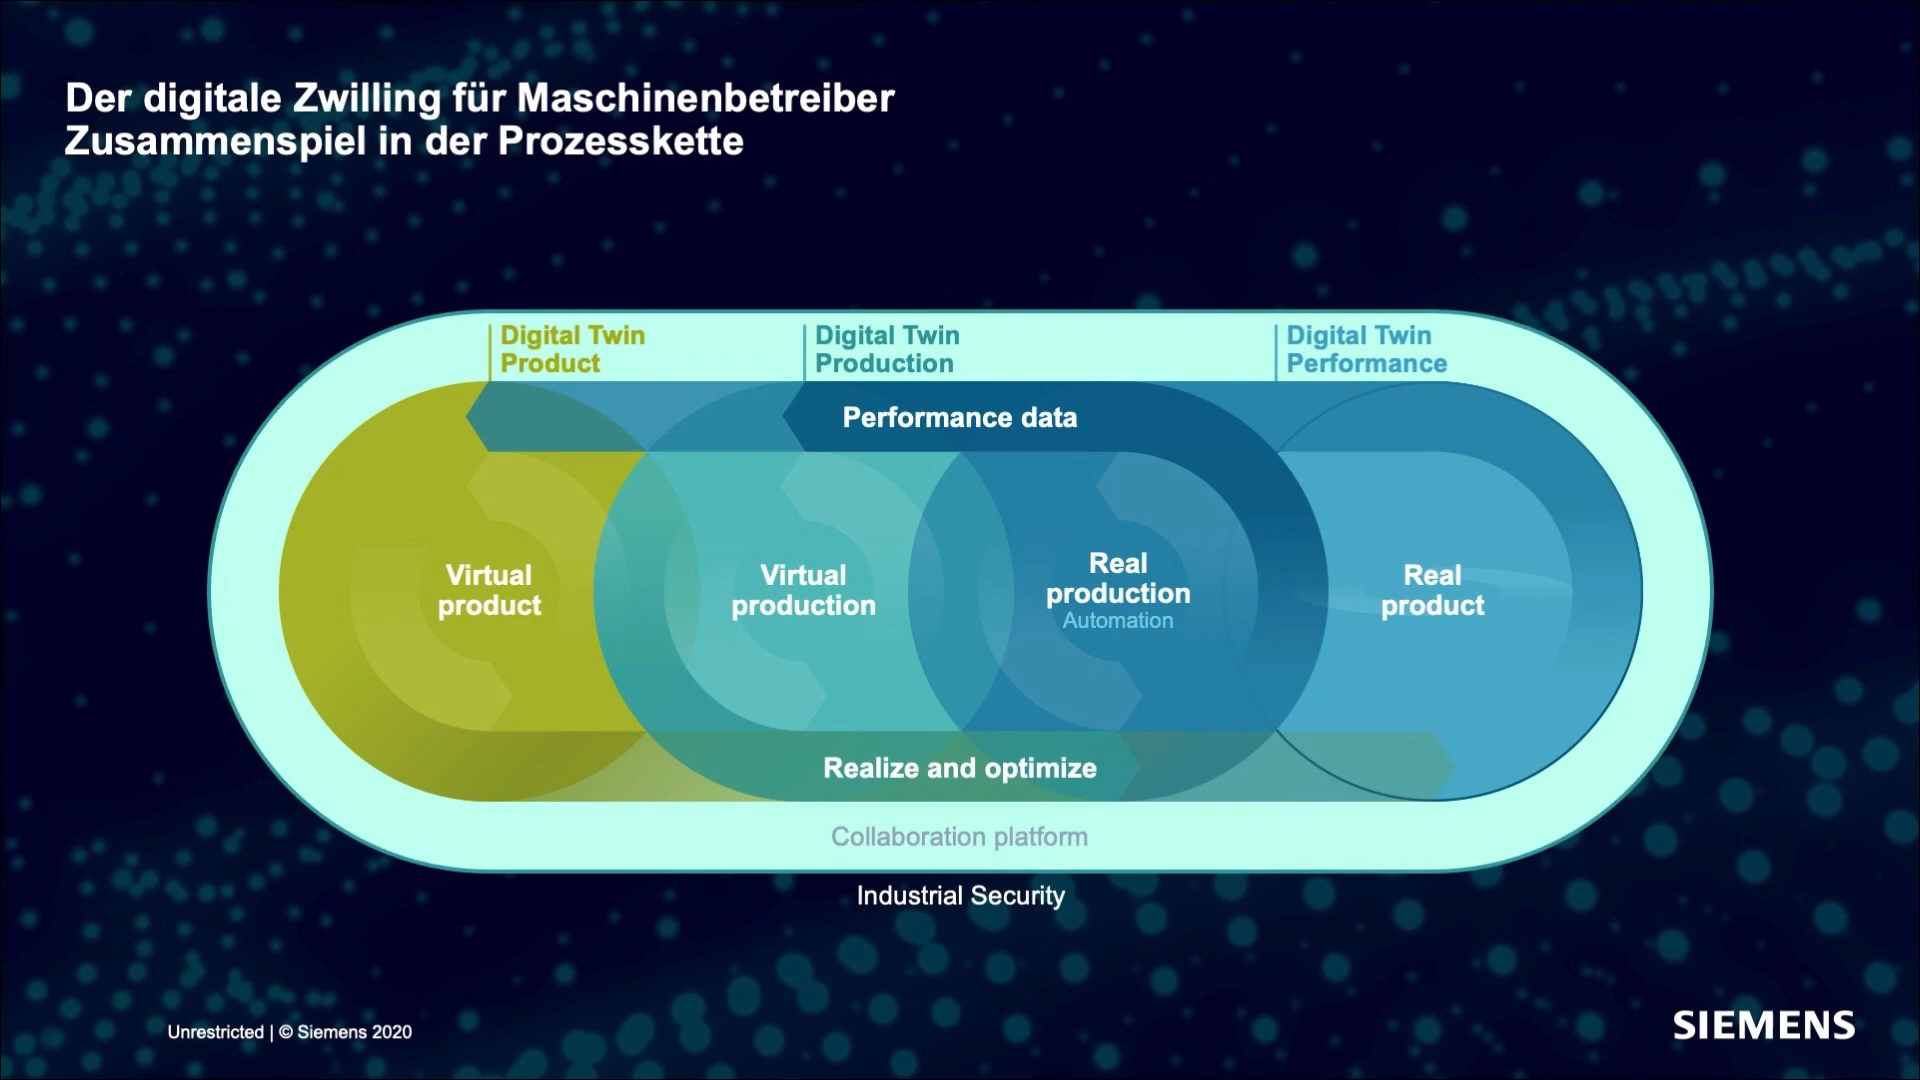 Der digitale Zwilling für Maschinenbetreiber
Zusammenspiel in der Prozesskette
Digital Twin
Product
Digital Twin
Production
Digital Twin
Performance
Performance data
Virtual
product
Virtual
production
Real
production
Automation
Real
product
Realize and optimize
Collaboration platform
Industrial Security
Unrestricted | © Siemens 2020
SIEMENS